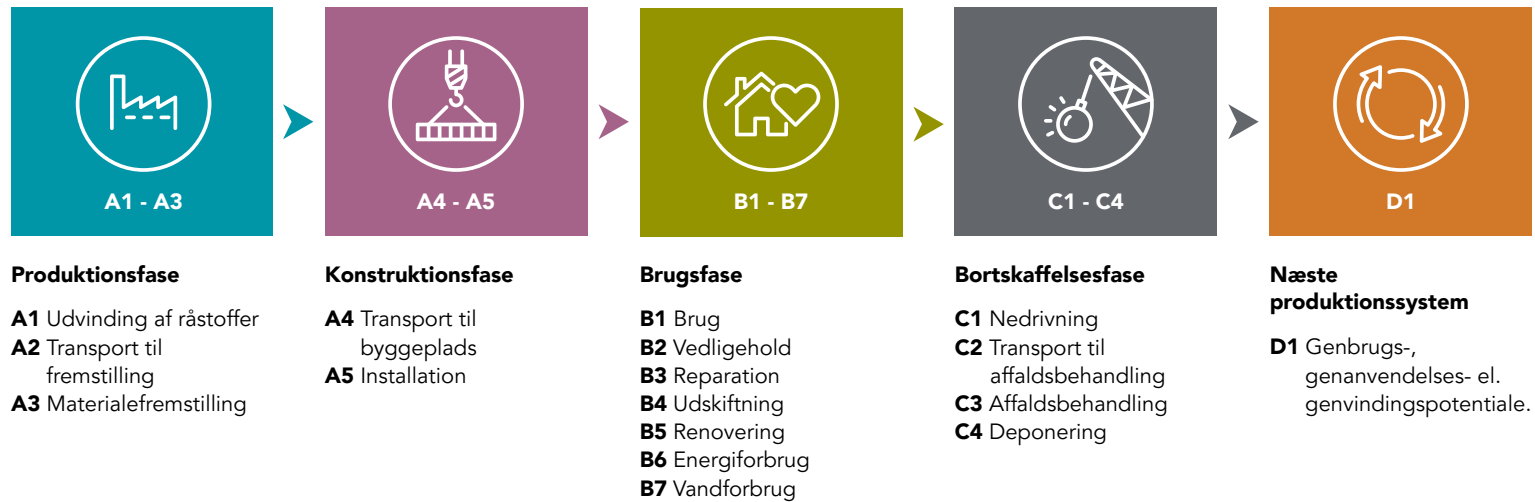 A1 - A3
A4 - A5
B1 - B7
C1 - C4
D1
Produktionsfase
A1 Udvinding af råstoffer
A2 Transport til
fremstilling
A3 Materialefremstilling
Konstruktionsfase
A4 Transport til
byggeplads
A5 Installation
Brugsfase
B1 Brug
B2 Vedligehold
B3 Reparation
B4 Udskiftning
B5 Renovering
B6 Energiforbrug
B7 Vandforbrug
Bortskaffelsesfase
C1 Nedrivning
C2 Transport til
affaldsbehandling
C3 Affaldsbehandling
C4 Deponering
Næste
produktionssystem
D1 Genbrugs-,
genanvendelses- el.
genvindingspotentiale.